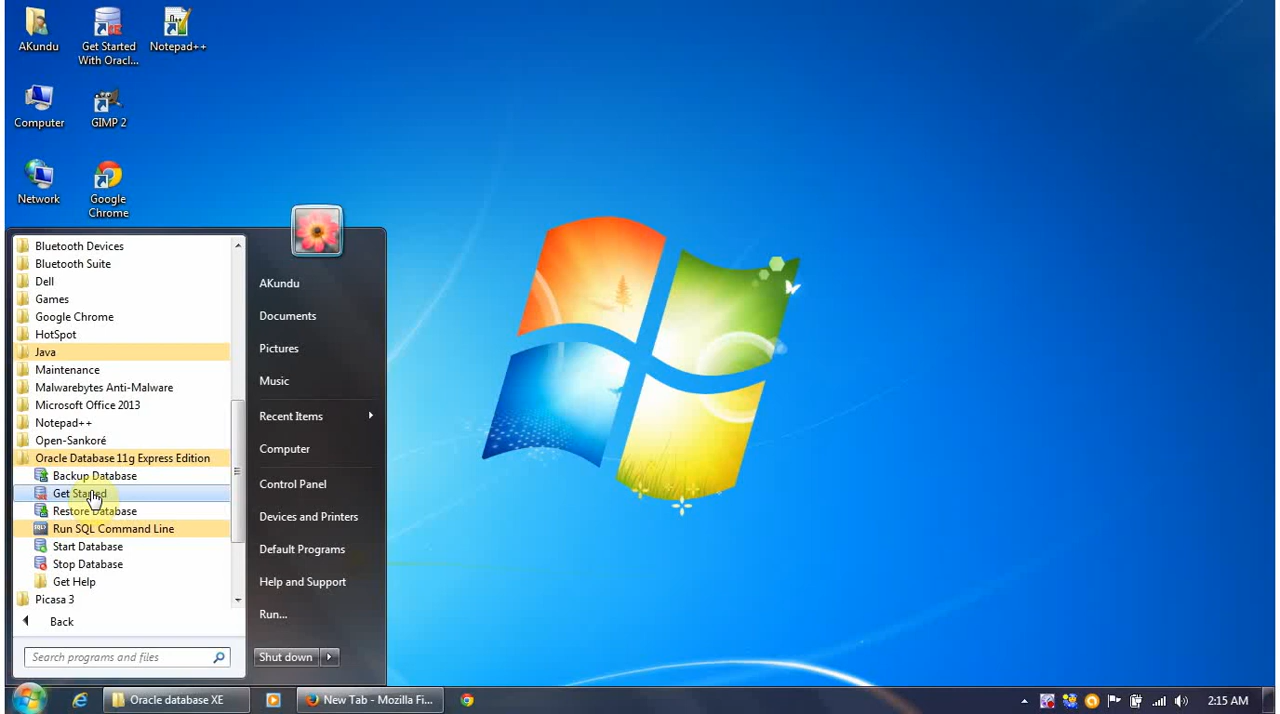 AKundu
Get Started
With Oracl...
Notepad++
Computer
GIMP 2
Network
Google
Chrome
Bluetooth Devices
Bluetooth Suite
Dell
Games
Google Chrome
HotSpot
Java
Maintenance
Malwarebytes Anti-Malware
Microsoft Office 2013
Notepad++
Open-Sankoré
Oracle Database 11g Express Edition
Backup Database
Get Started
Restore Database
SQL Run SQL Command Line
Start Database
Stop Database
Get Help
Picasa 3
Back
Search programs and files
AKundu
Documents
Pictures
Music
Recent Items
Computer
Control Panel
Devices and Printers
Default Programs
Help and Support
Run...
Shut down
Oracle database XE
New Tab - Mozilla Fi...
2:15 AM